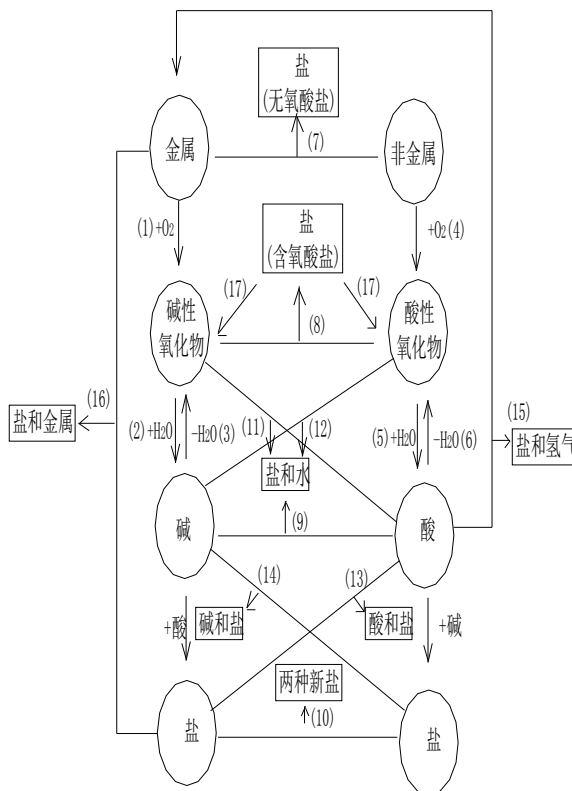 盐
(无氧酸盐)
金属
(7)
非金属
(1)+O₂
盐
(含氧酸盐)
+O₂(4)
(17)
(17)
碱性
氧化物
(8)
酸性
氧化物
(16)
盐和金属
(2)+H2O
-H2O(3)
(11)
(12)
(5)+H2O
-H2O(6)
(15)
盐和氢气
盐和水
碱
(9)
酸
(14)
(13)
+酸
碱和盐
酸和盐
+碱
两种新盐
盐
(10)
盐